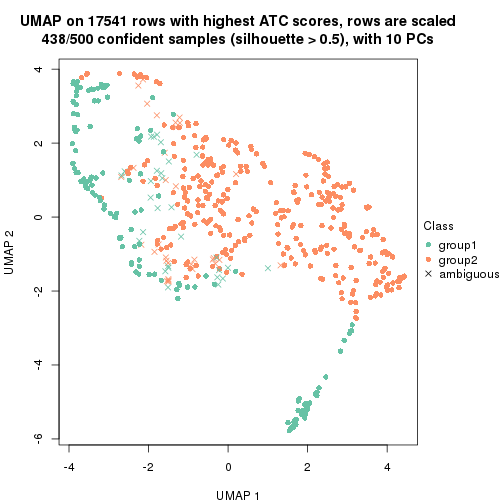 UMAP on 17541 rows with highest ATC scores, rows are scaled
438/500 confident samples (silhouette > 0.5), with 10 PCs
4
2
0
-2
-4
-6
UMAP 2
-4
-2
0
2
4
UMAP 1
Class
group1
group2
ambiguous